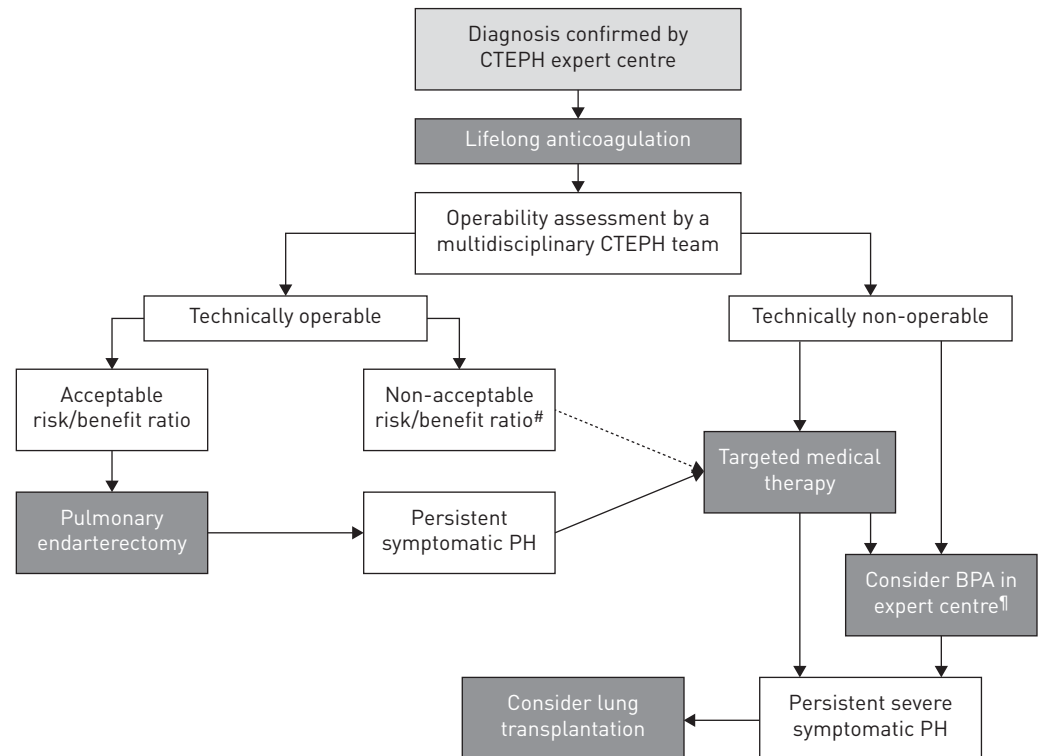 Diagnosis confirmed by
CTEPH expert centre
Lifelong anticoagulation
Operability assessment by a
multidisciplinary CTEPH team
Technically operable
Technically non-operable
Acceptable
risk/benefit ratio
Non-acceptable
risk/benefit ratio#
Targeted medical
therapy
Pulmonary
endarterectomy
Persistent
symptomatic PH
Consider BPA in
expert centre¶
Consider lung
transplantation
Persistent severe
symptomatic PH